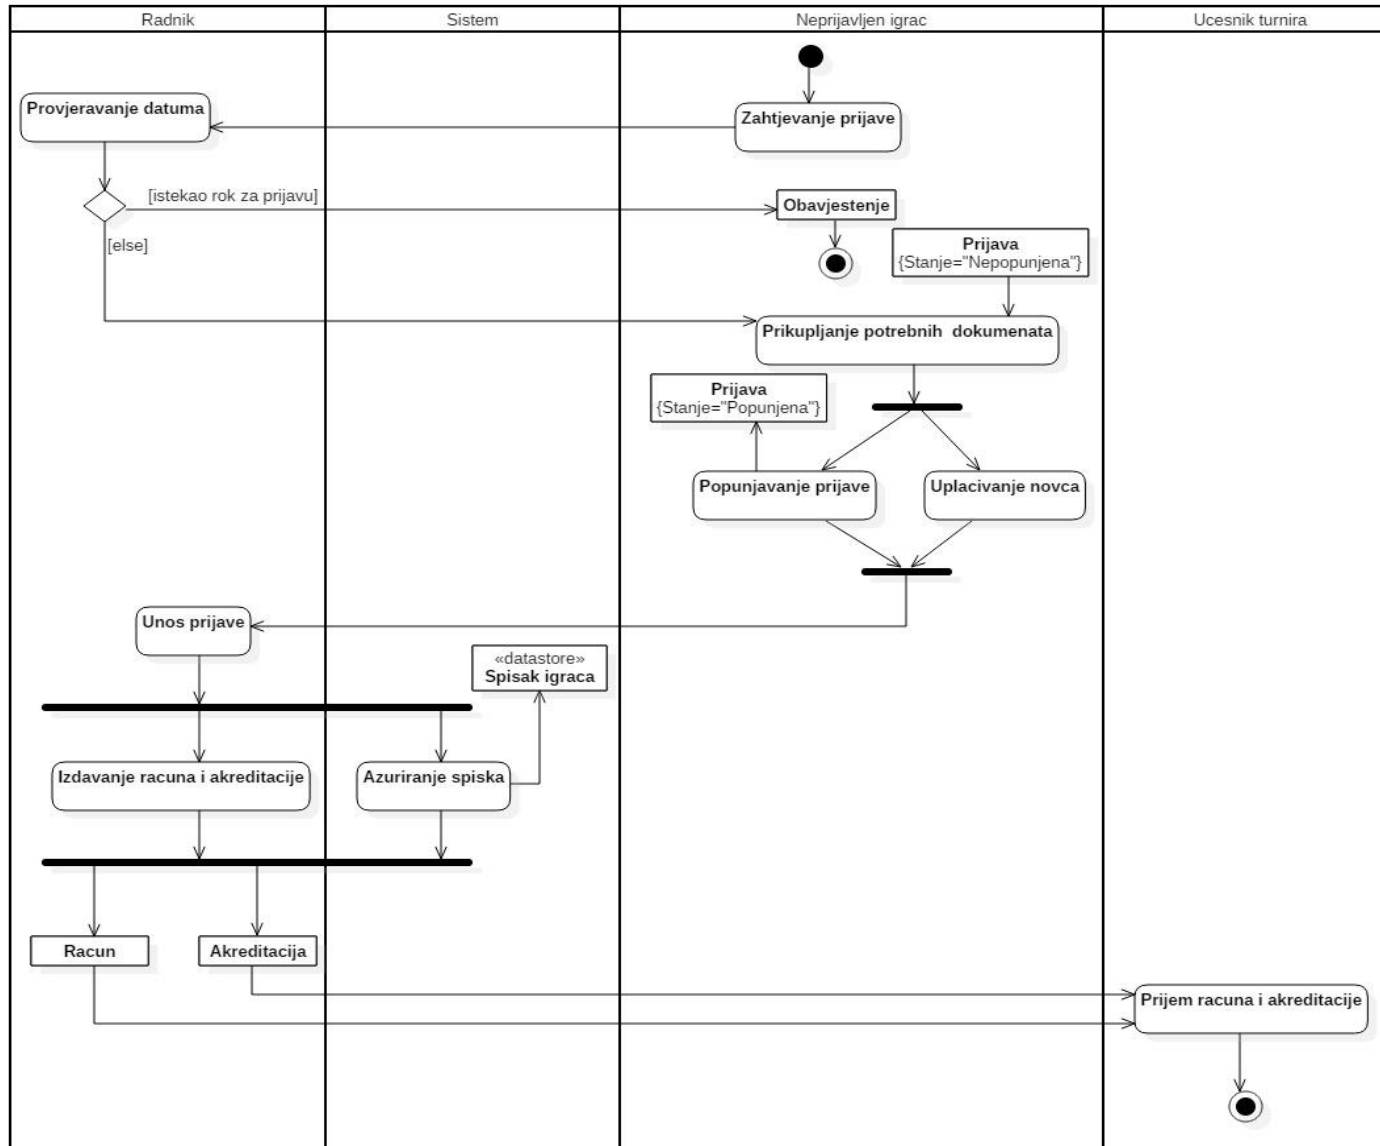 Radnik
Sistem
Neprijavljen igrac
Ucesnik turnira
Provjeravanje datuma
Zahtjevanje prijave
[istekao rok za prijavu]
Obavjestenje
[else]
Prijava
{Stanje="Nepopunjena"}
Prikupljanje potrebnih  dokumenata
Prijava
{Stanje="Popunjena"}
Popunjavanje prijave
Uplacivanje novca
Unos prijave
«datastore»
Spisak igraca
Izdavanje racuna i akreditacije
Azuriranje spiska
Racun
Akreditacija
Prijem racuna i akreditacije